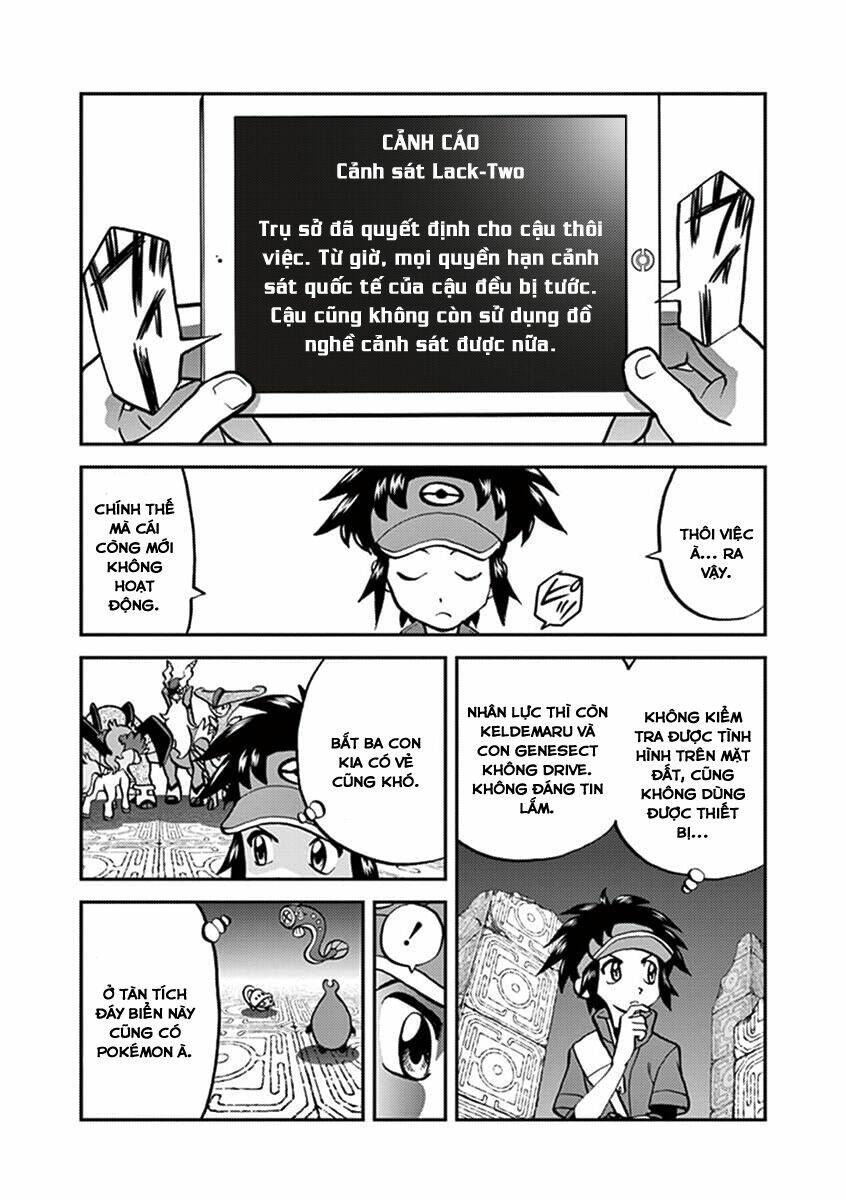 CẢNH CÁO
Cảnh sát Lack-Two
Trụ sở đã quyết định cho cậu thôi
việc. Từ giờ, mọi quyền hạn cảnh
sát quốc tế của cậu đều bị tước.
Cậu cũng không còn sử dụng đồ
nghề cảnh sát được nữa.
THÔI VIỆC
À... RA
VẬY.
CHÍNH THẾ
MÀ CÁI
CÒNG MỚI
KHÔNG
HOẠT
ĐỘNG.
KHÔNG KIỂM
TRA ĐƯỢC TÌNH
HÌNH TRÊN MẶT
ĐẤT, CŨNG
KHÔNG DÙNG
ĐƯỢC THIẾT
BỊ...
NHÂN LỰC THÌ CÒN
KELDEMARU VÀ
CON GENESECT
KHÔNG DRIVE.
KHÔNG ĐÁNG TIN
LẮM.
BẮT BA CON
KIA CÓ VẺ
CŨNG KHÓ.
!
Ở TÀN TÍCH
ĐÁY BIỂN NÀY
CŨNG CÓ
POKÉMON À.